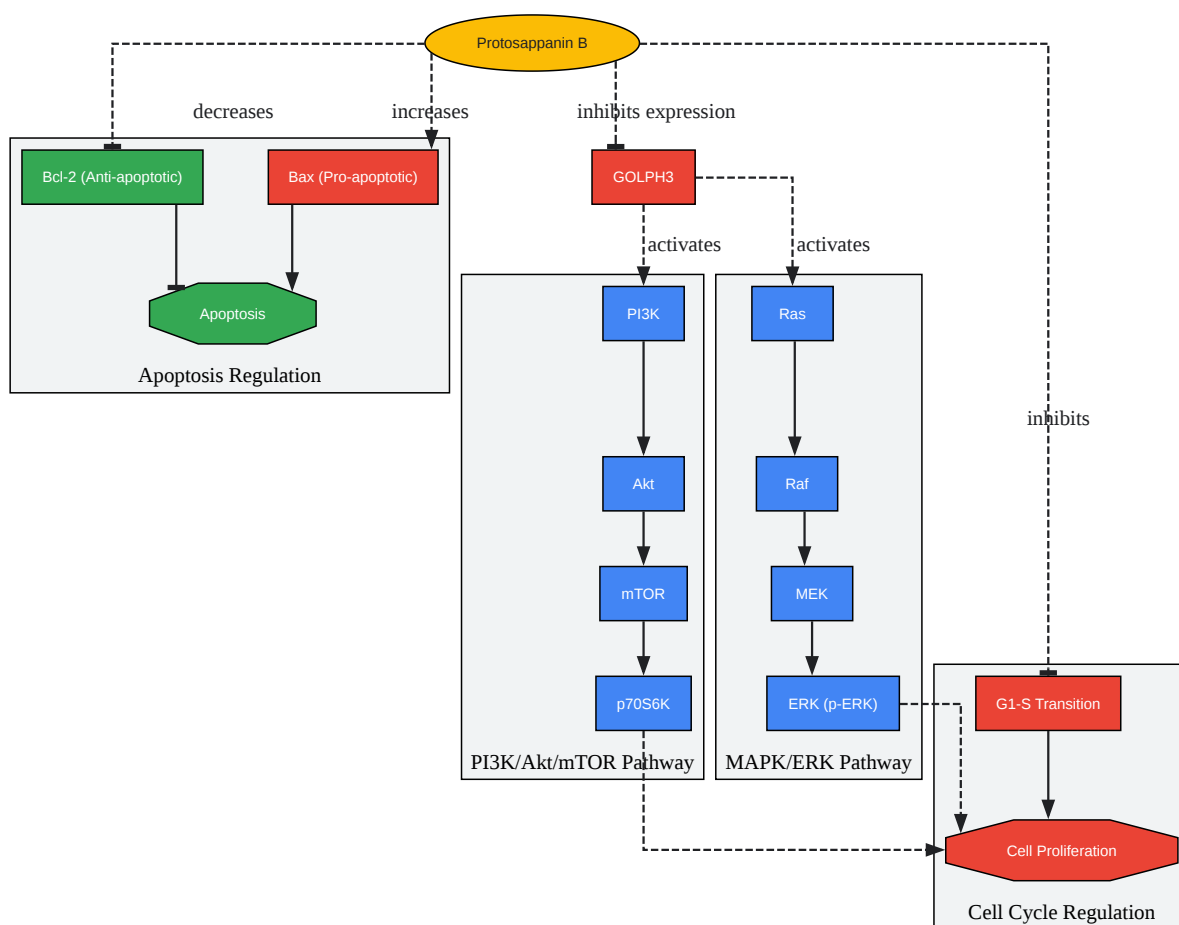 Protosappanin B
decreases
increases
inhibits expression
Bcl-2 (Anti-apoptotic)
Bax (Pro-apoptotic)
GOLPH3
activates
activates
Apoptosis
PI3K
Ras
Apoptosis Regulation
inhibits
Akt
Raf
mTOR
MEK
p70S6K
ERK (p-ERK)
G1-S Transition
PI3K/Akt/mTOR Pathway
MAPK/ERK Pathway
Cell Proliferation
Cell Cycle Regulation